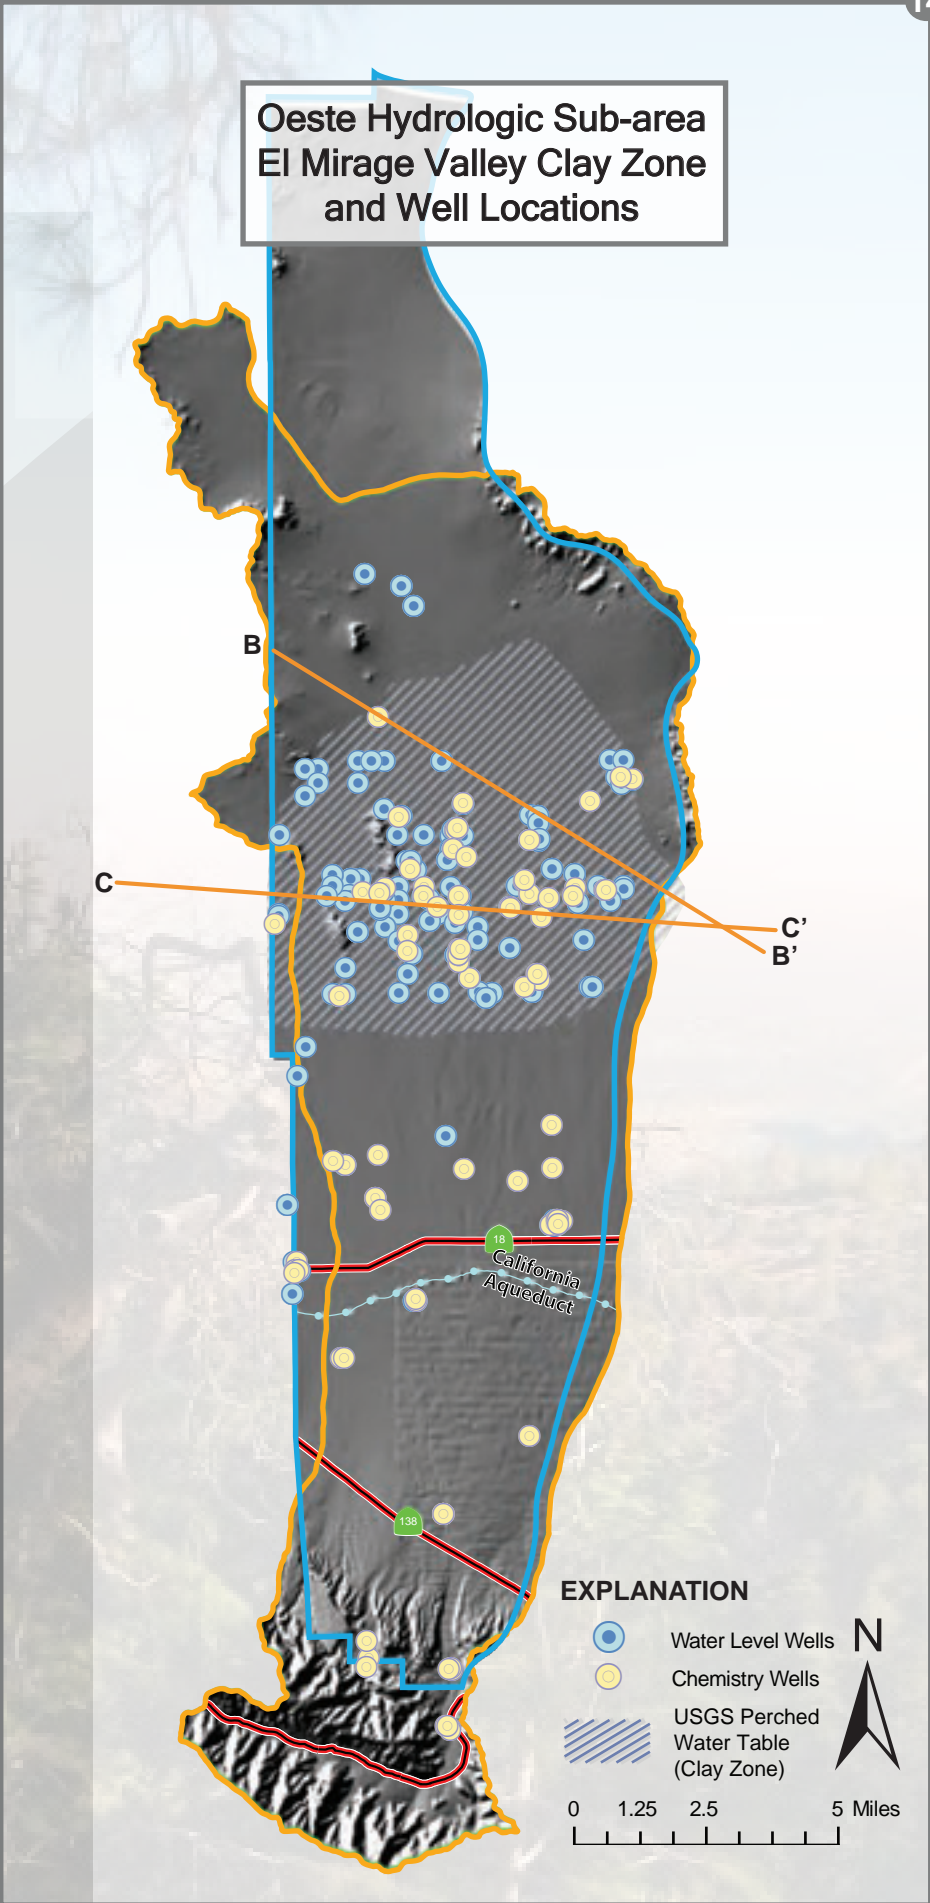 Oeste Hydrologic Sub-area
El Mirage Valley Clay Zone
and Well Locations
B
C
C’
B’
18
California
Aqueduct
138
EXPLANATION
Water Level Wells
N
Chemistry Wells
USGS Perched
Water Table
(Clay Zone)
0 1.25 2.5 5 Miles